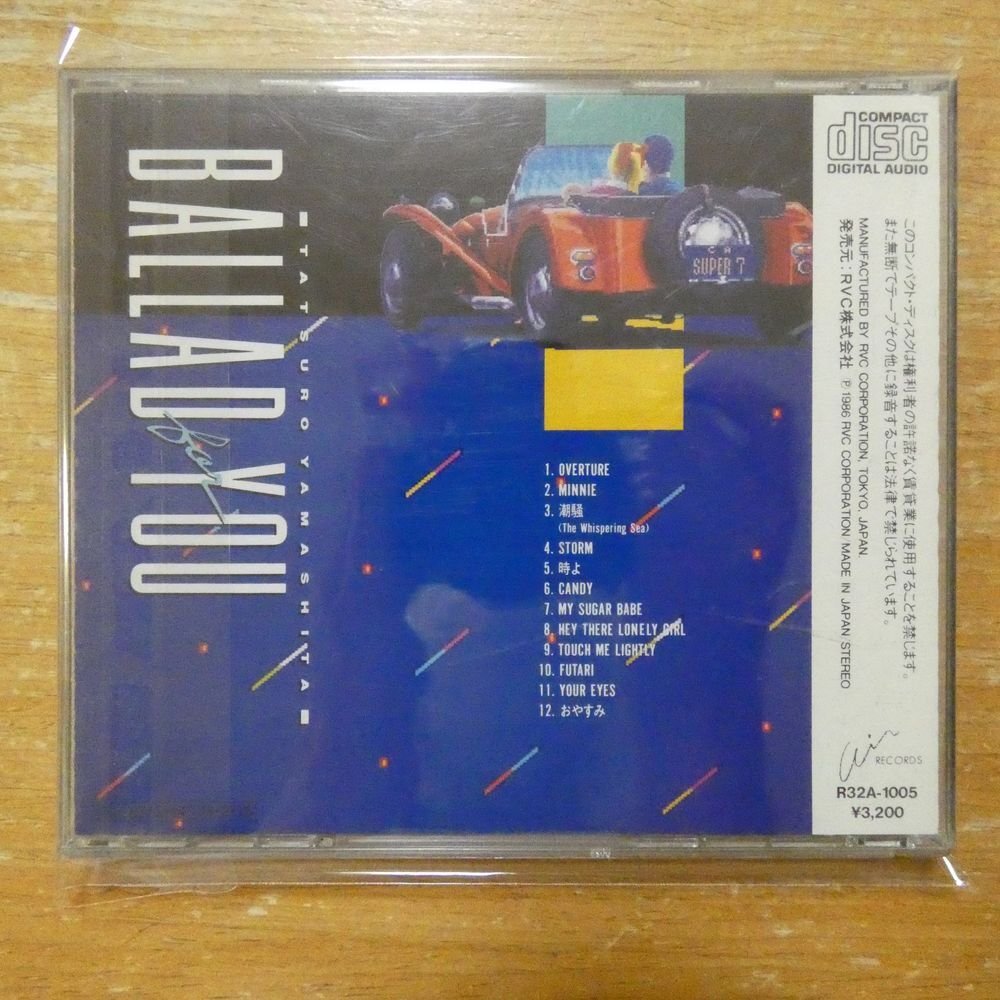 BALLAD for YOU
TATSURO YAMASHITA
SUPER 7
1. OVERTURE
2. MINNIE
3. 潮騒
(The Whispering Sea)
4. STORM
5. 時よ
6. CANDY
7. MY SUGAR BABE
8. HEY THERE LONELY GIRL
9. TOUCH ME LIGHTLY
10. FUTARI
11. YOUR EYES
12. おやすみ
COMPACT
disc
DIGITAL AUDIO
このコンパクト・ディスクは権利者の許諾なく賃貸業に使用することを禁じます。
また無断でテープその他に録音することは法律で禁じられています。
MANUFACTURED BY RVC CORPORATION, TOKYO, JAPAN.
発売元:RVC株式会社 ℗ 1986 RVC CORPORATION MADE IN JAPAN STEREO
Air
RECORDS
R32A-1005
¥3,200